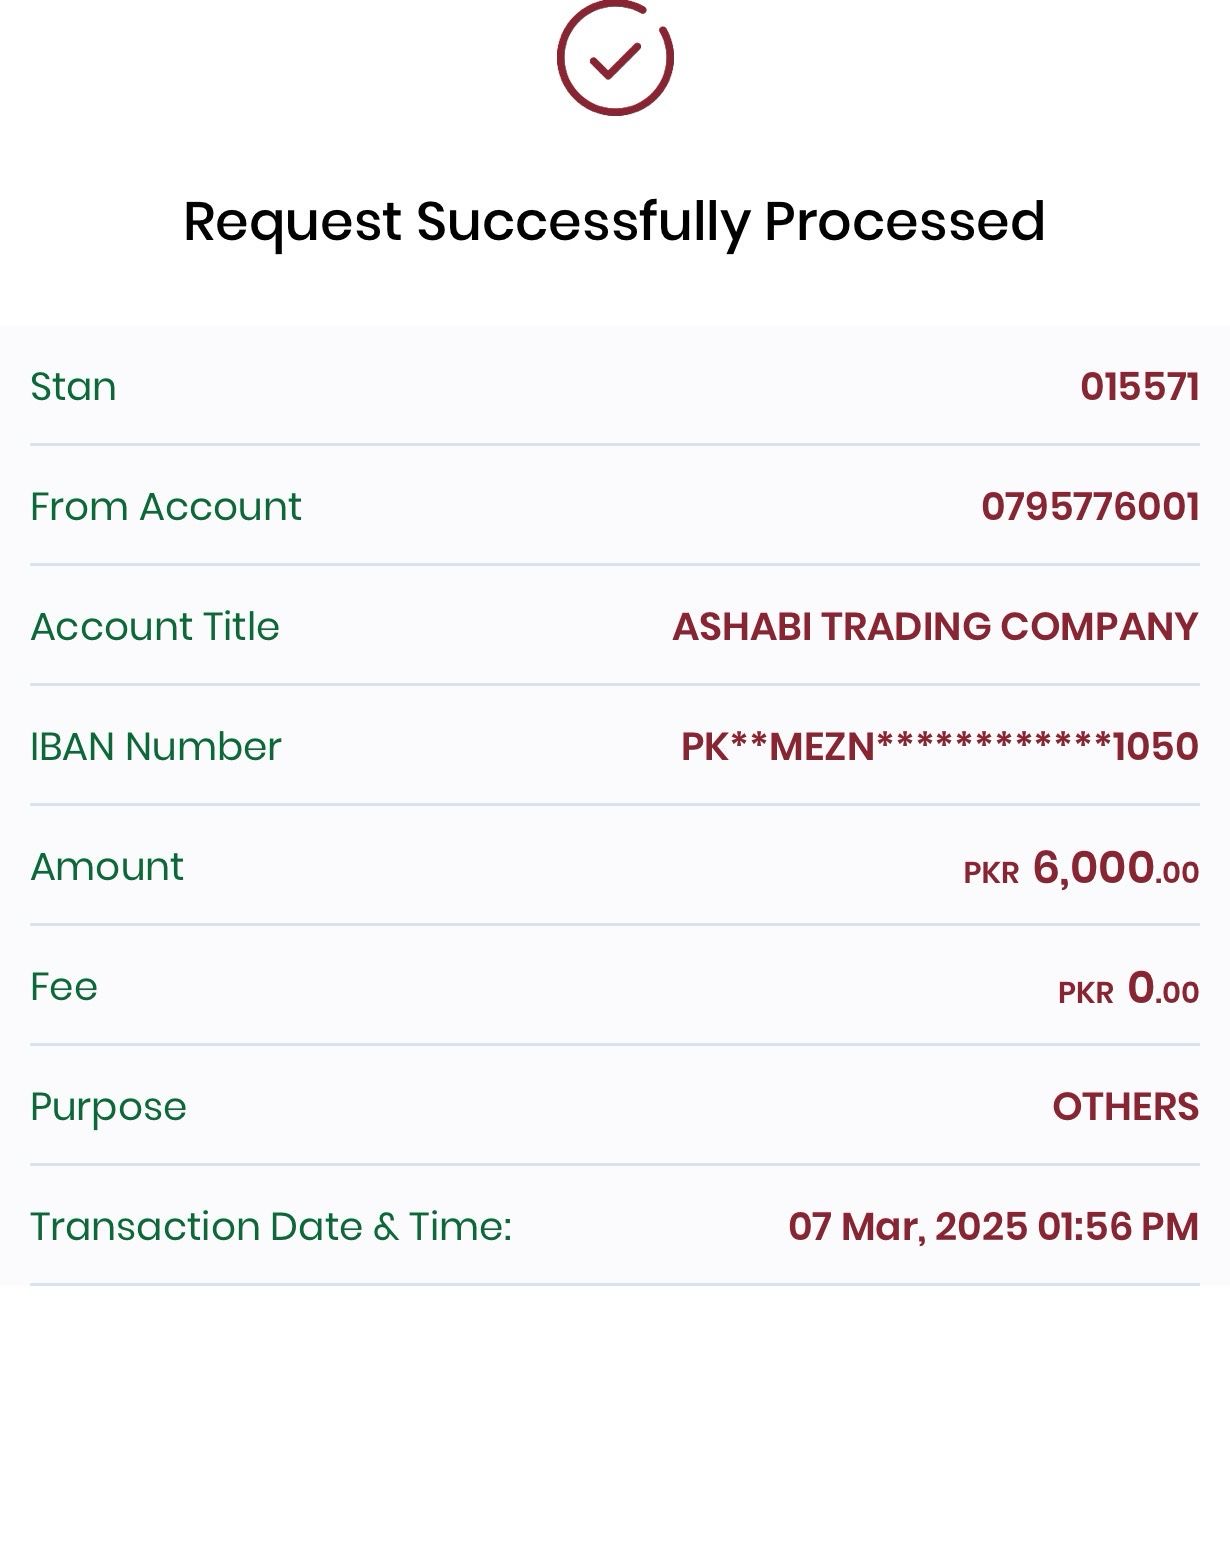 Request Successfully Processed
Stan 015571
From Account 0795776001
Account Title ASHABI TRADING COMPANY
IBAN Number PK**MEZN************1050
Amount PKR 6,000.00
Fee PKR 0.00
Purpose OTHERS
Transaction Date & Time: 07 Mar, 2025 01:56 PM